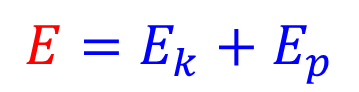 E = E_k + E_p